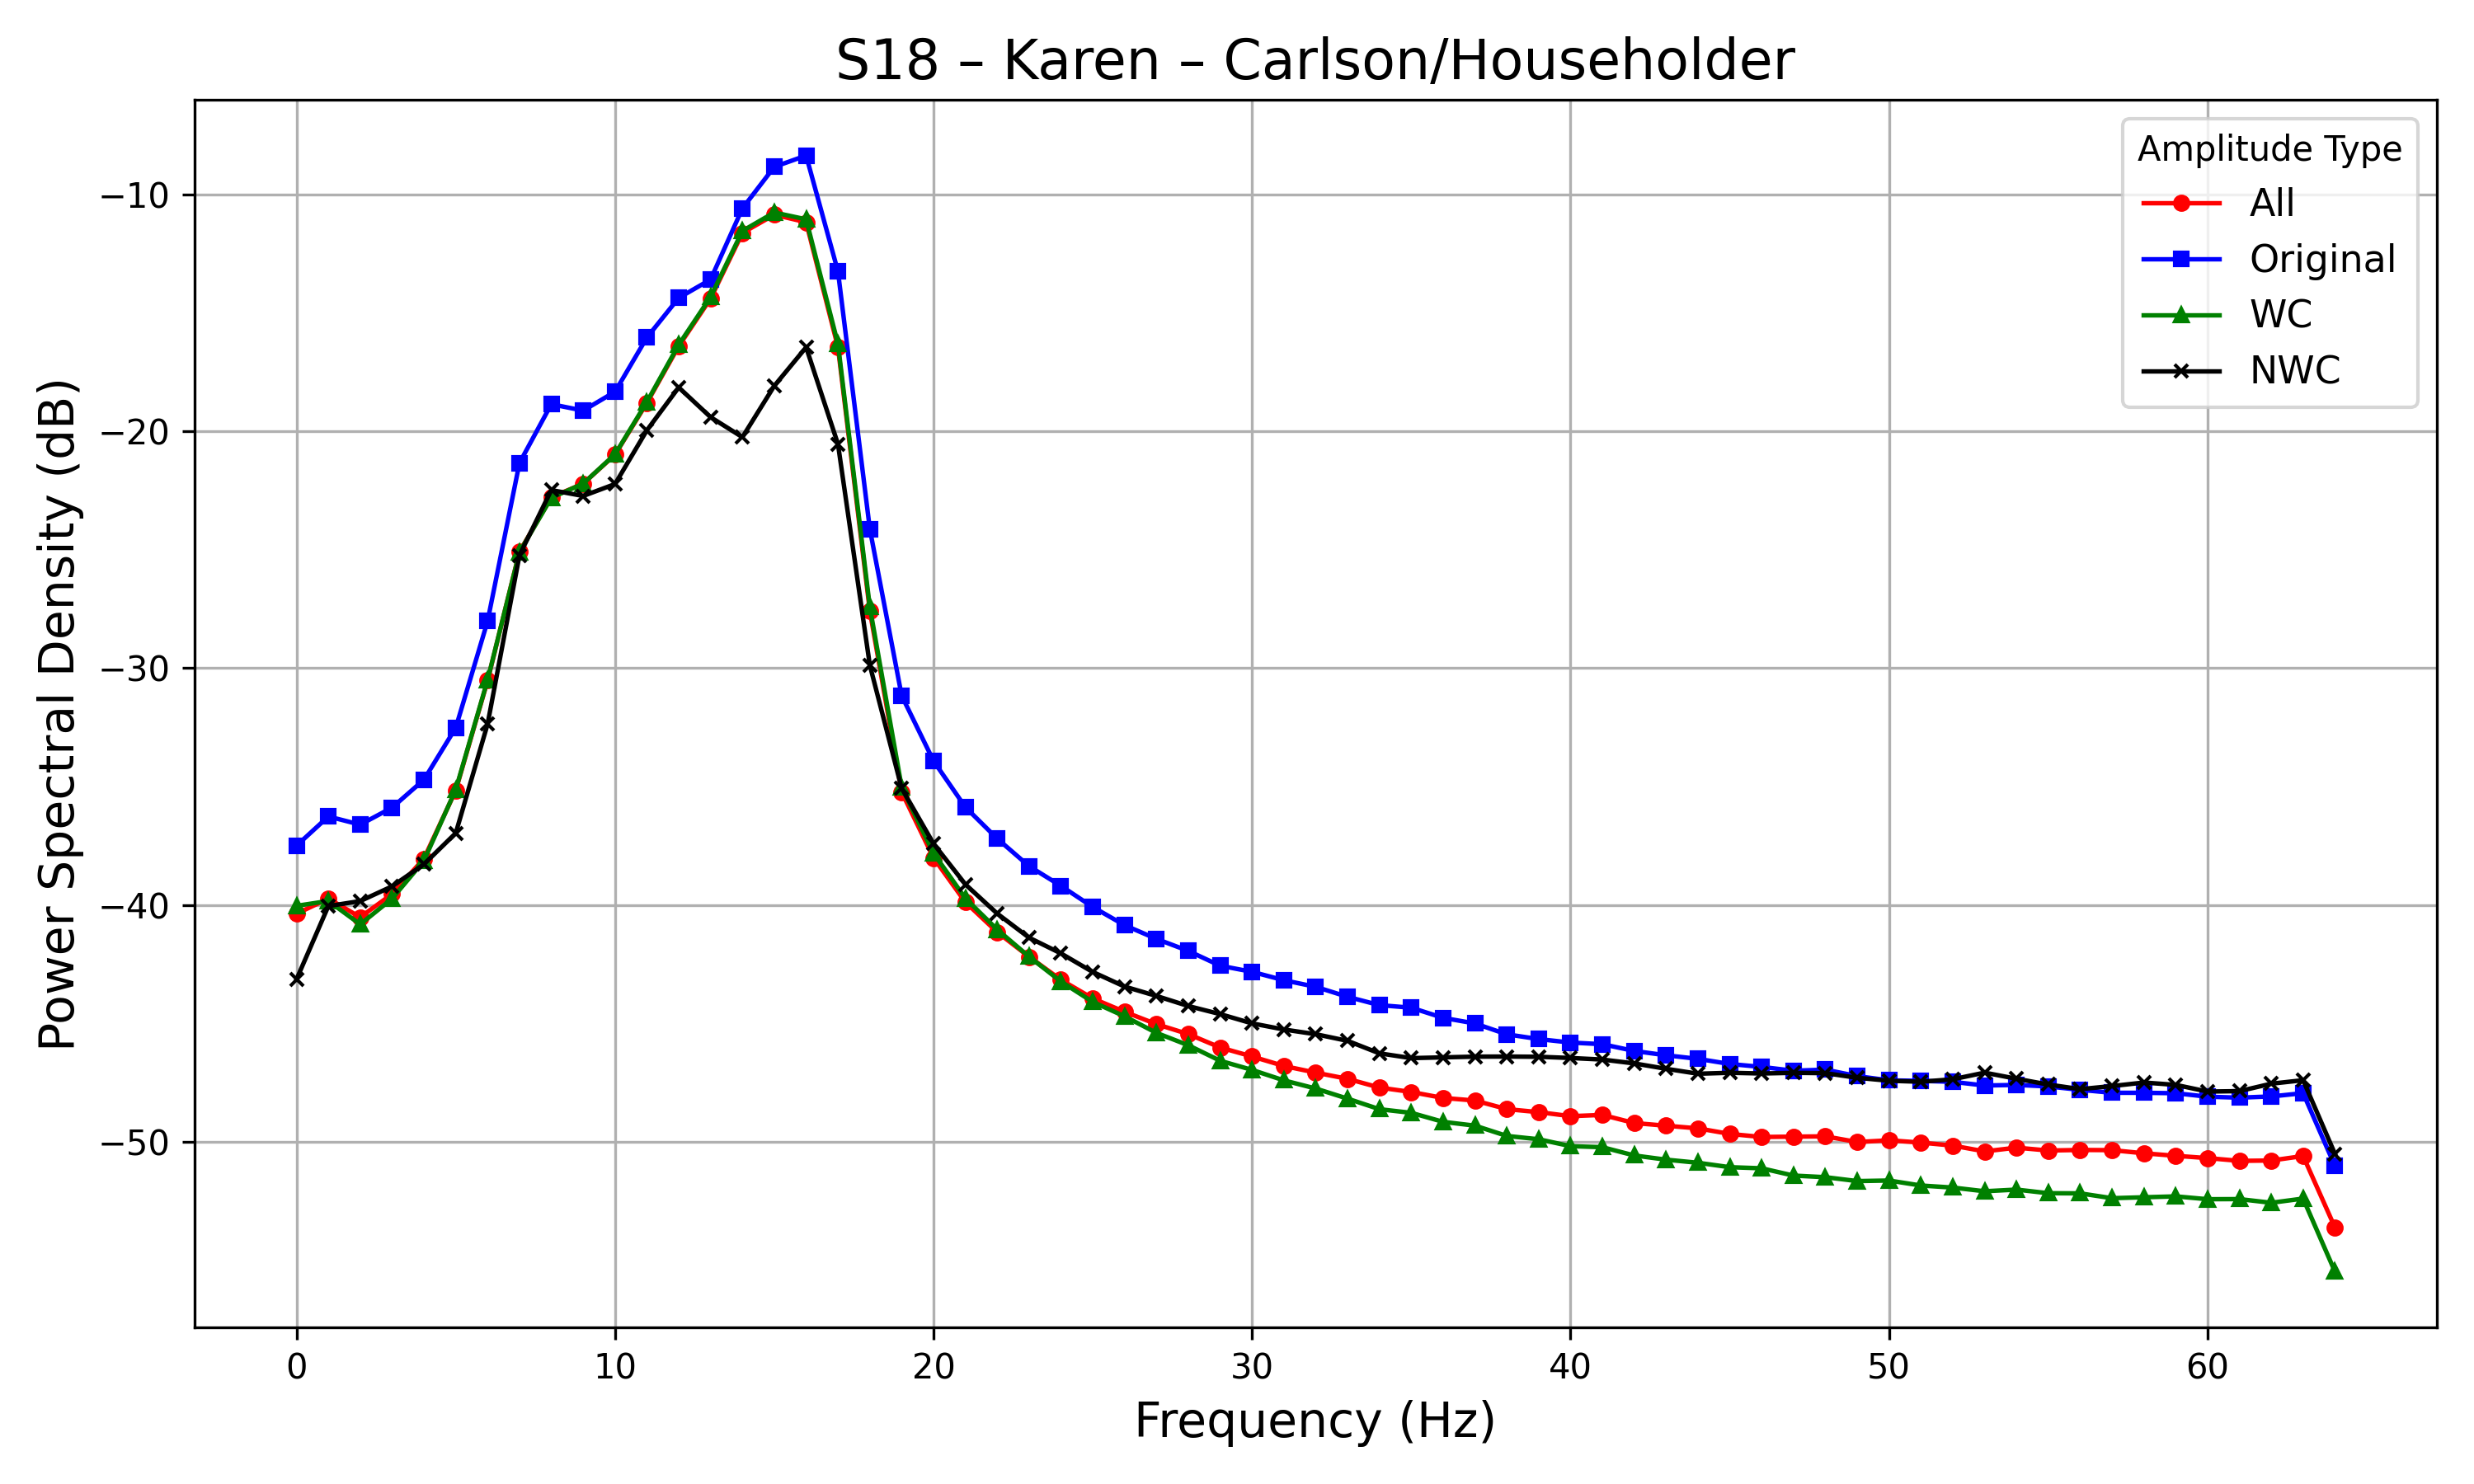 S18 – Karen – Carlson/Householder
Amplitude Type
All
Original
WC
NWC
Power Spectral Density (dB)
−10
−20
−30
−40
−50
0 10 20 30 40 50 60
Frequency (Hz)